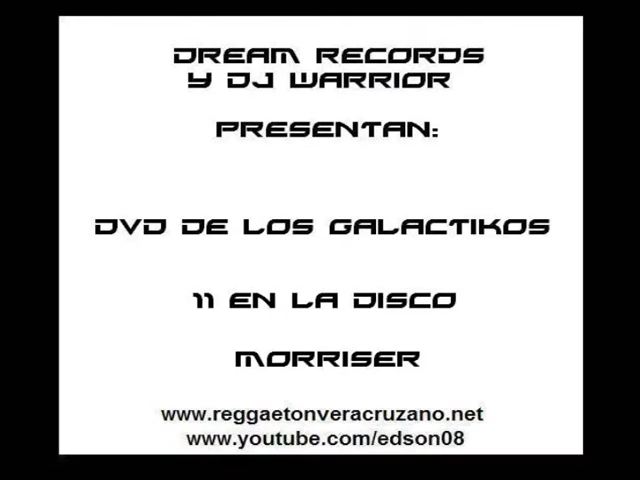 DREAM RECORDS
Y DJ WARRIOR
PRESENTAN:
DVD DE LOS GALACTIKOS
11 EN LA DISCO
MORRISER
www.reggaetonveracruzano.net
www.youtube.com/edson08